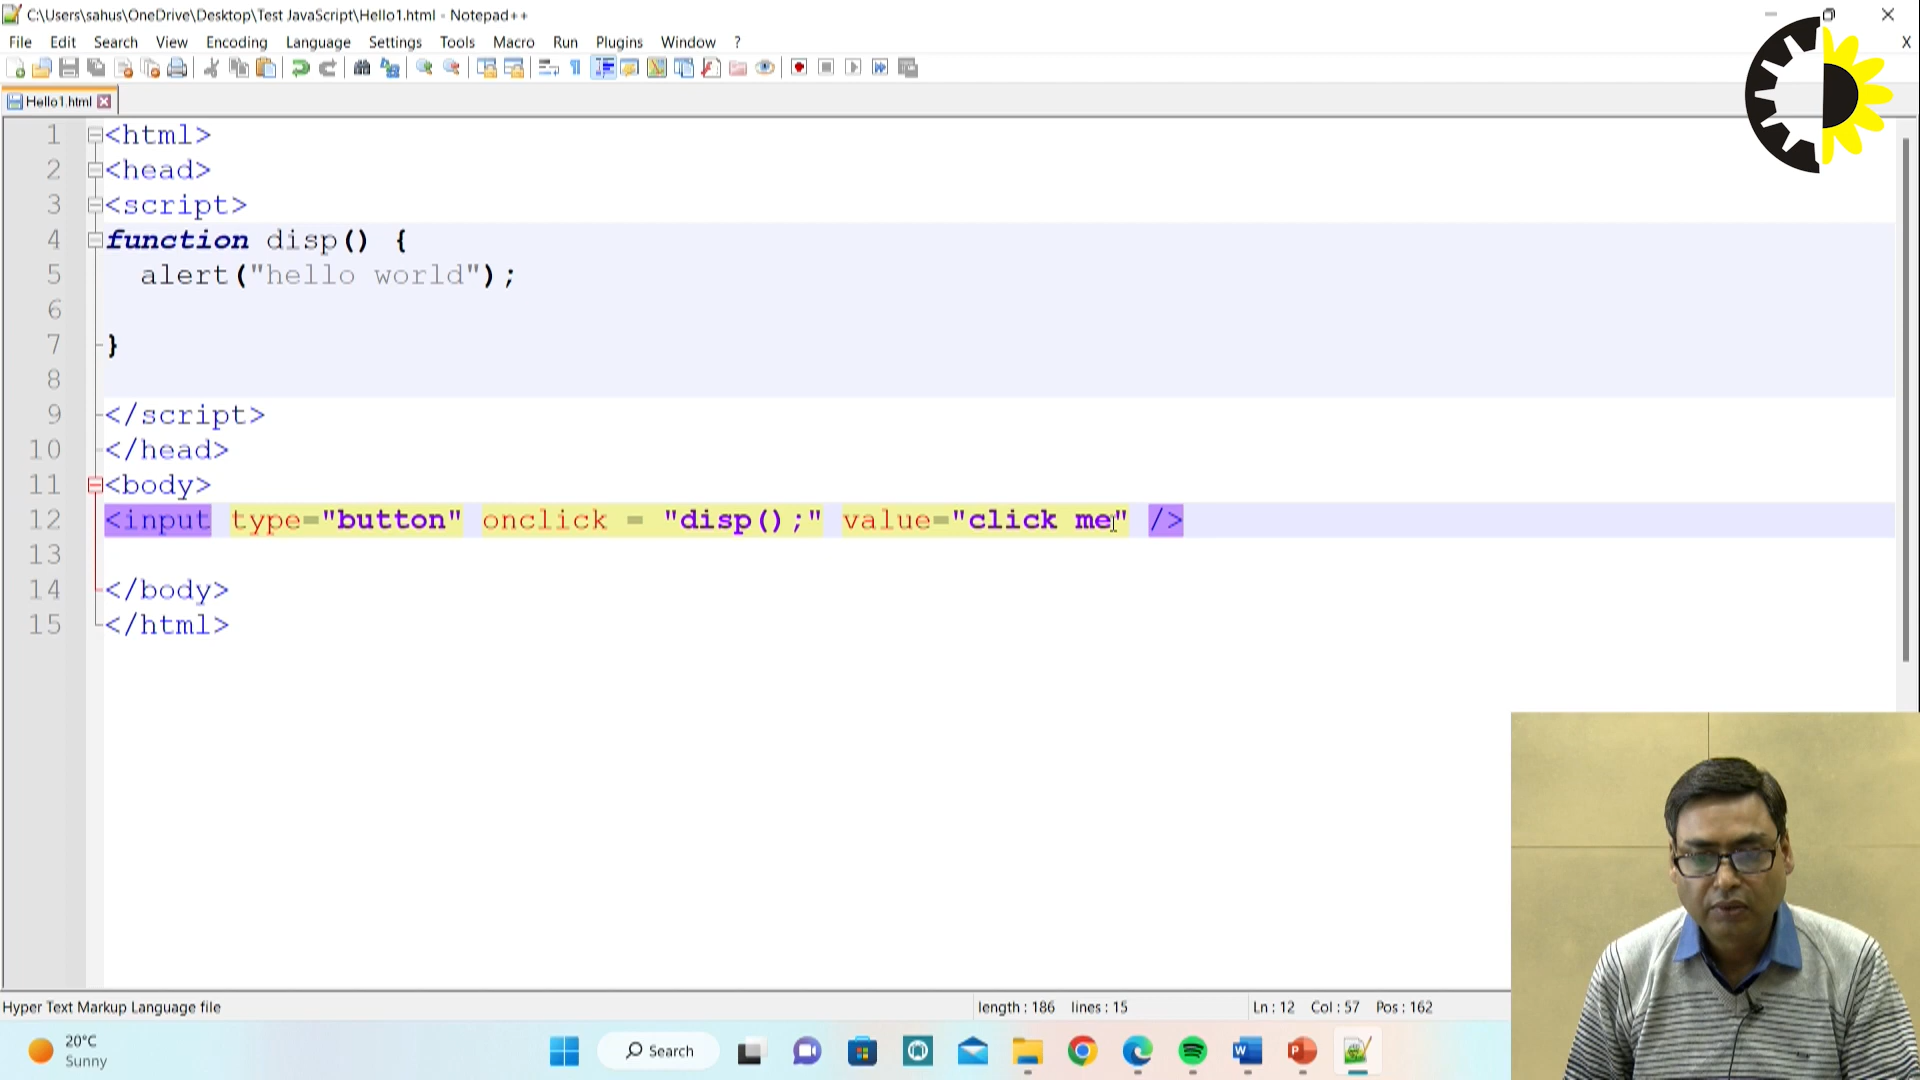 C:\Users\sahus\OneDrive\Desktop\Test JavaScript\Hello1.html - Notepad++
File Edit Search View Encoding Language Settings Tools Macro Run Plugins Window ? X
Hello1.html
1 <html>
2 <head>
3 <script>
4 function disp() {
5 alert("hello world");
6
7 }
8
9 </script>
10 </head>
11 <body>
12 <input type="button" onclick = "disp();" value="click me" />
13
14 </body>
15 </html>
Hyper Text Markup Language file length : 186 lines : 15 Ln : 12 Col : 57 Pos : 162
20°C
Sunny
Search